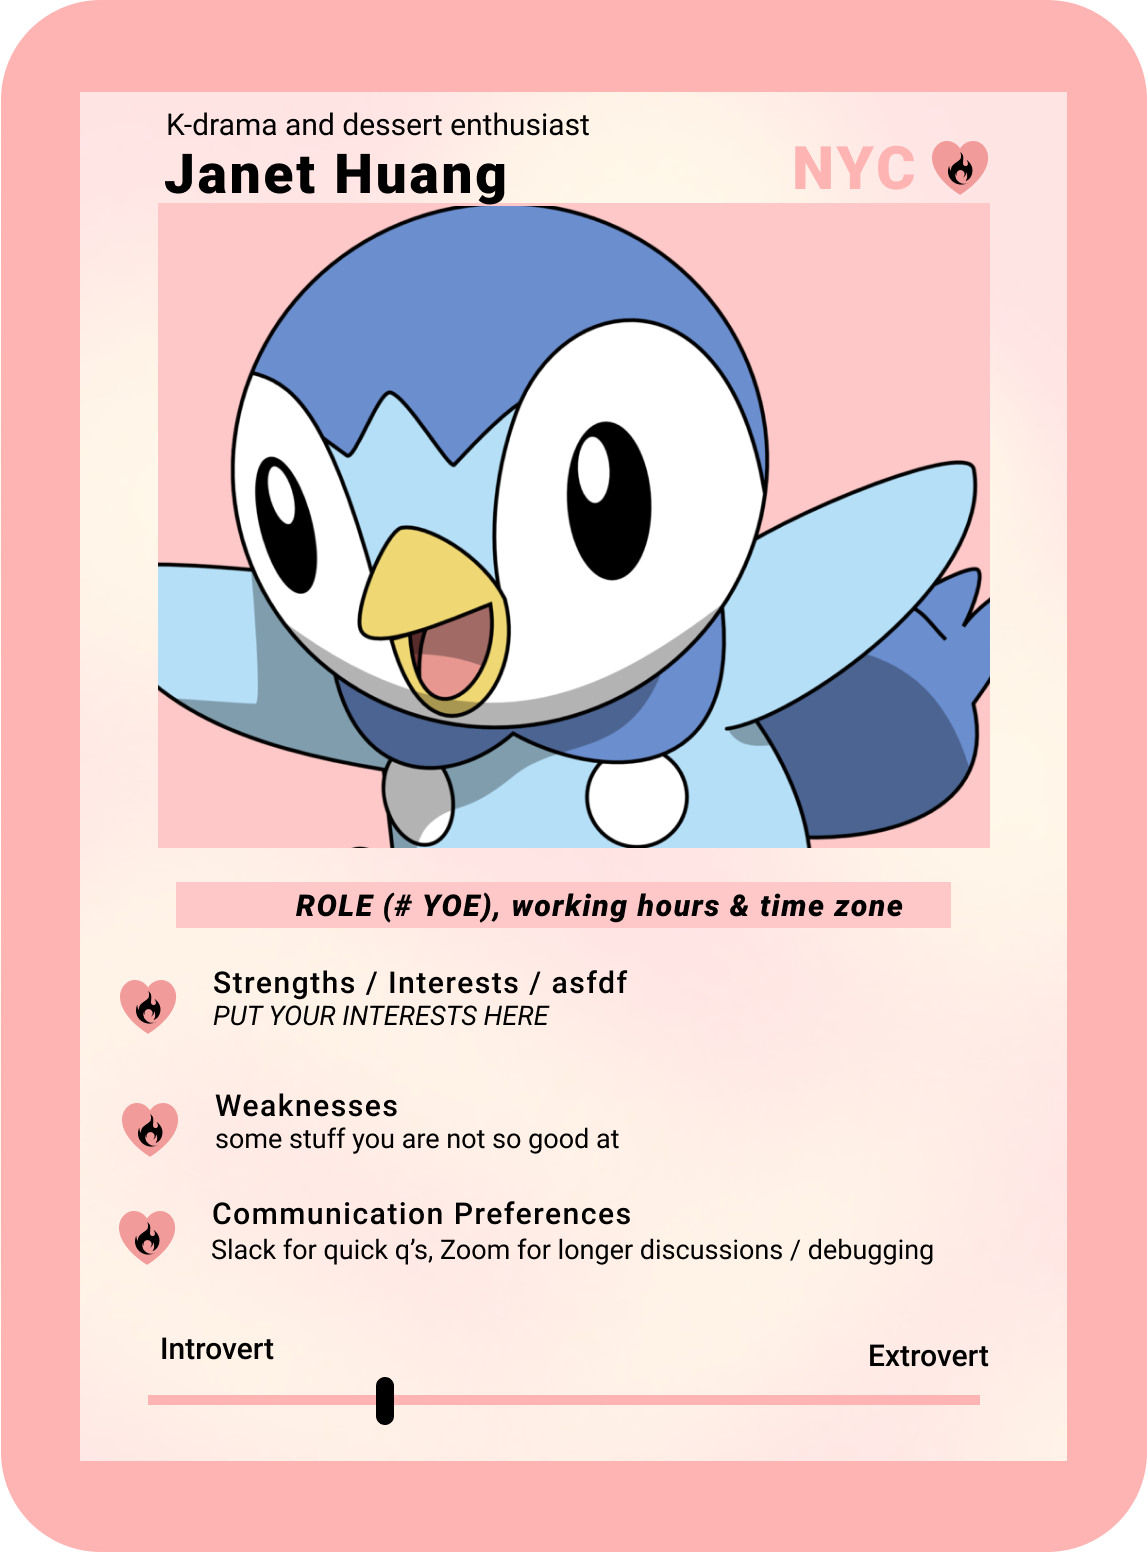 K-drama and dessert enthusiast
Janet Huang
NYC
ROLE (# YOE), working hours & time zone
Strengths / Interests / asfdf
PUT YOUR INTERESTS HERE
Weaknesses
some stuff you are not so good at
Communication Preferences
Slack for quick q’s, Zoom for longer discussions / debugging
Introvert
Extrovert